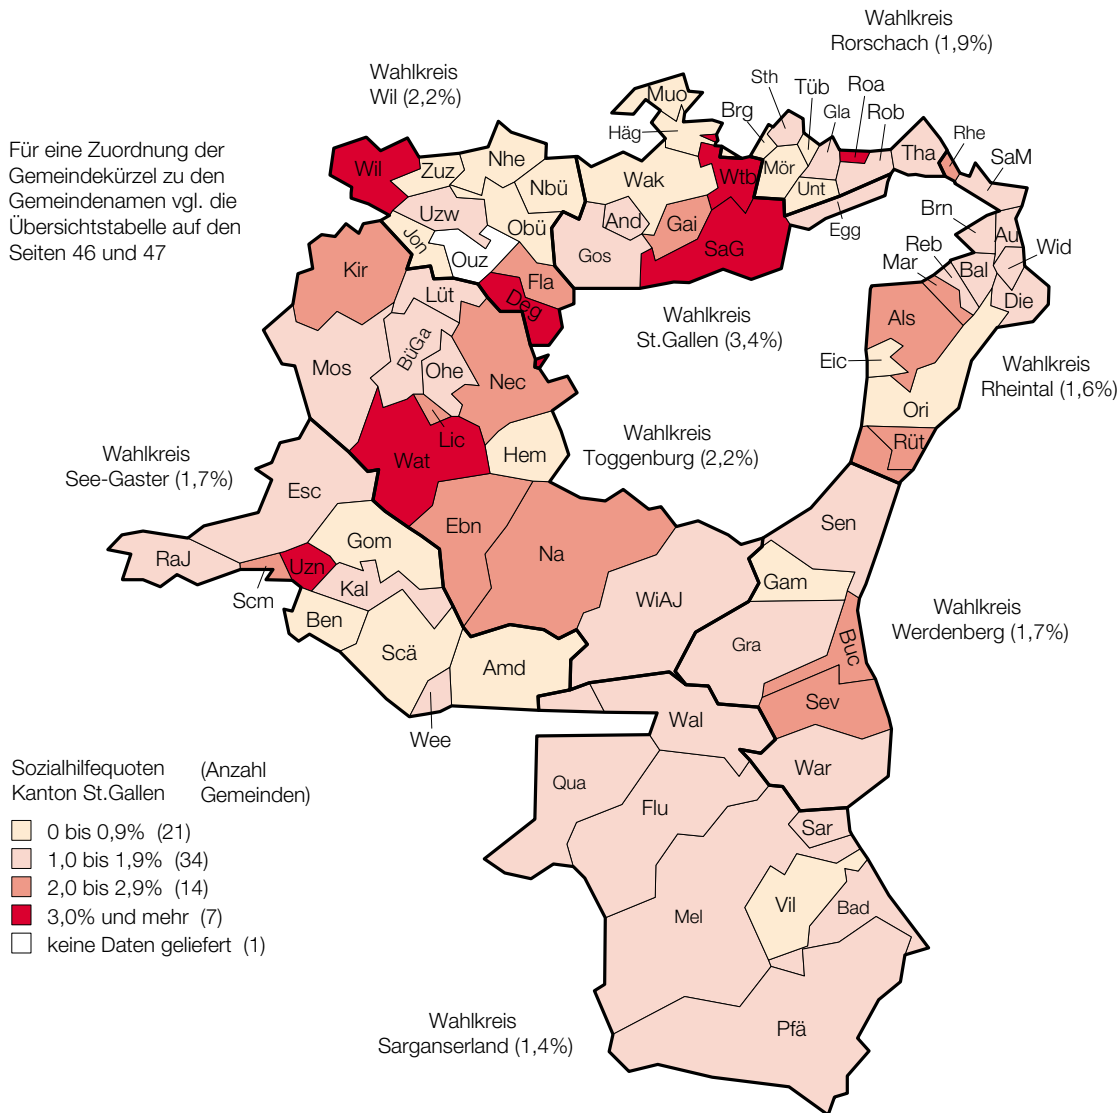 Wahlkreis
Rorschach (1,9%)
Wahlkreis
Wil (2,2%)
Für eine Zuordnung der
Gemeindekürzel zu den
Gemeindenamen vgl. die
Übersichtstabelle auf den
Seiten 46 und 47
Muo
Häg
Brg
Sth
Tüb
Gla
Roa
Rob
Rhe
SaM
Tha
Wil
Zuz
Nhe
Nbü
Wak
Wtb
Mör
Unt
Egg
Uzw
Obü
And
Gai
Gos
SaG
Jon
Ouz
Brn
Au
Wid
Reb
Mar
Bal
Die
Kir
Lüt
Fla
Deg
Als
Wahlkreis
St.Gallen (3,4%)
Mos
BüGa
Ohe
Nec
Eic
Ori
Wahlkreis
Rheintal (1,6%)
Lic
Wat
Hem
Rüt
Wahlkreis
Toggenburg (2,2%)
Wahlkreis
See-Gaster (1,7%)
Esc
Ebn
Na
Sen
RaJ
Scm
Uzn
Gom
Kal
Ben
Scä
Amd
Wee
WiAJ
Gam
Gra
Buc
Sev
Wahlkreis
Werdenberg (1,7%)
Wal
War
Qua
Flu
Sar
Mel
Vil
Bad
Pfä
Sozialhilfequoten
Kanton St.Gallen
(Anzahl
Gemeinden)
0 bis 0,9% (21)
1,0 bis 1,9% (34)
2,0 bis 2,9% (14)
3,0% und mehr (7)
keine Daten geliefert (1)
Wahlkreis
Sarganserland (1,4%)